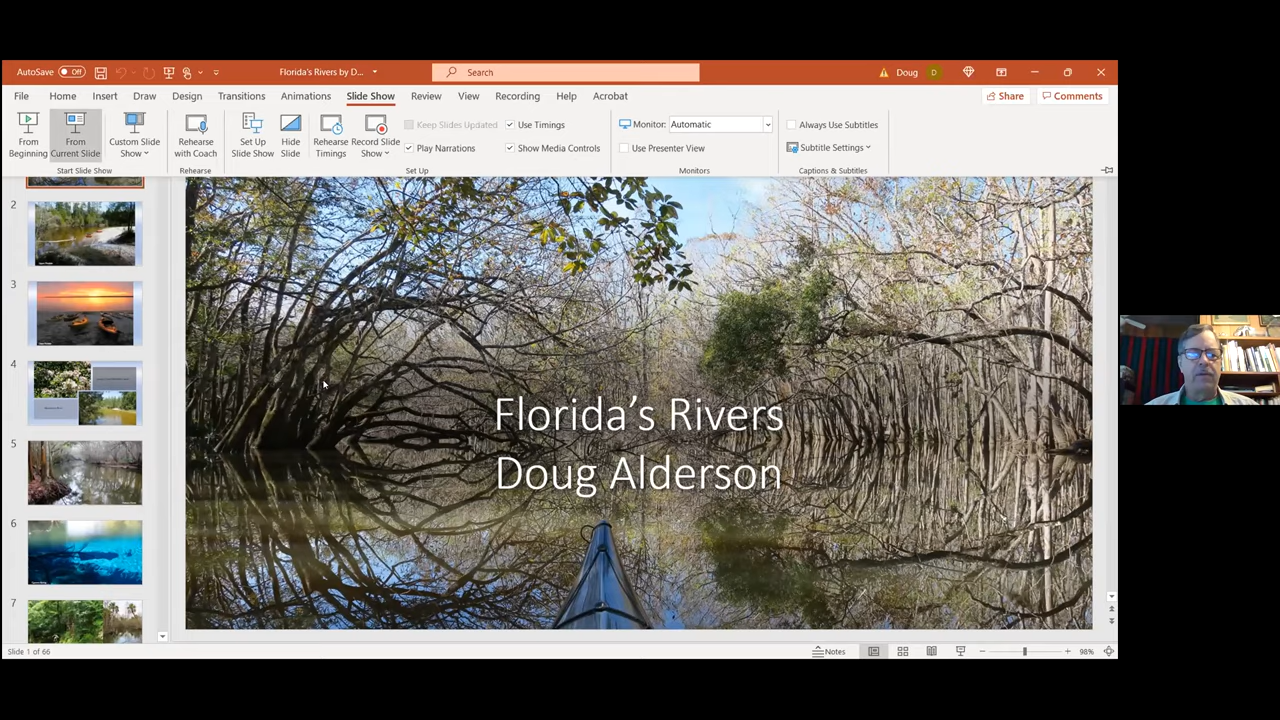 AutoSave Off
Florida's Rivers by D...
Search
Doug D
File Home Insert Draw Design Transitions Animations Slide Show Review View Recording Help Acrobat
Share Comments
From Beginning
From Current Slide
Custom Slide Show
Start Slide Show
Rehearse with Coach
Rehearse
Set Up Slide Show
Hide Slide
Rehearse Timings
Record Slide Show
Keep Slides Updated
Play Narrations
Use Timings
Show Media Controls
Set Up
Monitor: Automatic
Use Presenter View
Monitors
Always Use Subtitles
Subtitle Settings
Captions & Subtitles
2
3
4
5
6
7
Florida's Rivers
Doug Alderson
Slide 1 of 66
Notes
98%